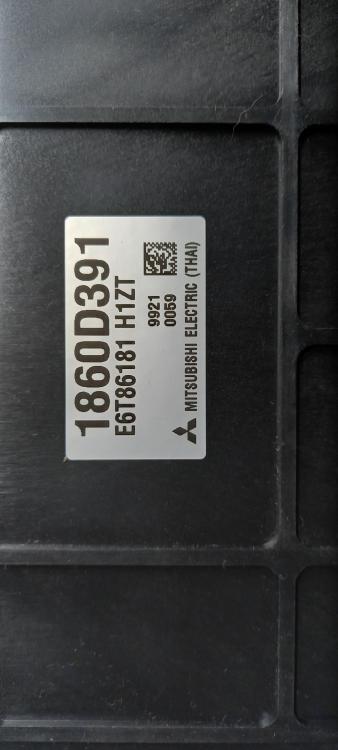 1860D391
E6T86181 H1ZT
9921
0059
MITSUBISHI ELECTRIC (THAI)